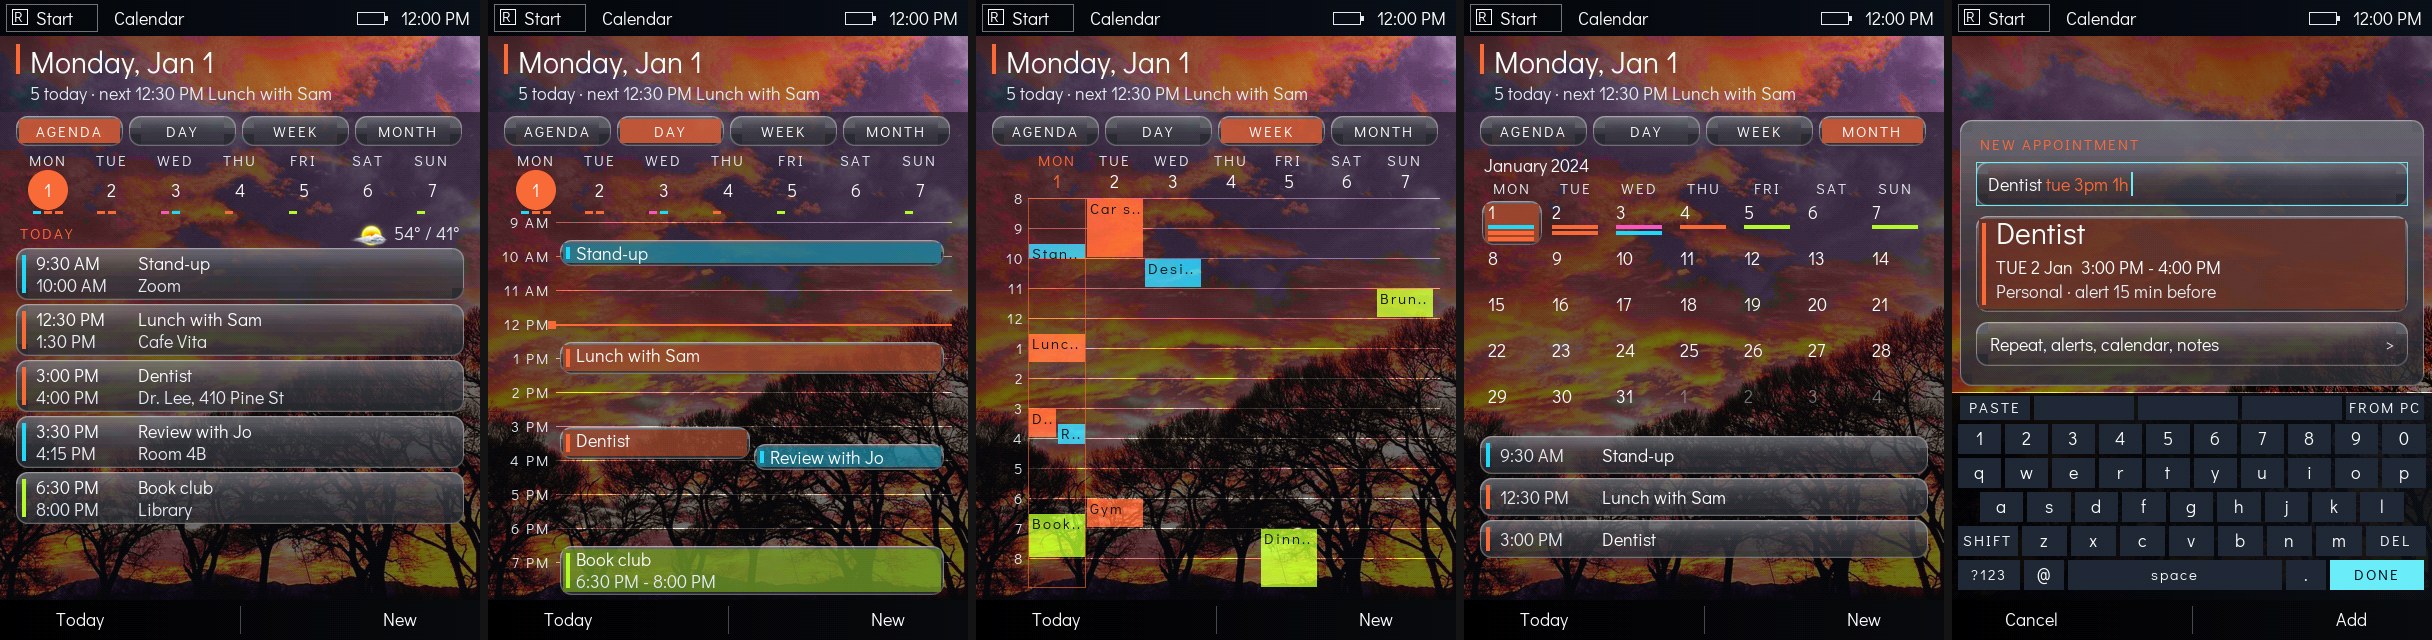 R Start Calendar 12:00 PM
Monday, Jan 1
5 today · next 12:30 PM Lunch with Sam
AGENDA DAY WEEK MONTH
MON TUE WED THU FRI SAT SUN
1 2 3 4 5 6 7
TODAY 54° / 41°
9:30 AM Stand-up
10:00 AM Zoom
12:30 PM Lunch with Sam
1:30 PM Cafe Vita
3:00 PM Dentist
4:00 PM Dr. Lee, 410 Pine St
3:30 PM Review with Jo
4:15 PM Room 4B
6:30 PM Book club
8:00 PM Library
Today New
R Start Calendar 12:00 PM
Monday, Jan 1
5 today · next 12:30 PM Lunch with Sam
AGENDA DAY WEEK MONTH
MON TUE WED THU FRI SAT SUN
1 2 3 4 5 6 7
9 AM
Stand-up
10 AM
11 AM
12 PM
1 PM Lunch with Sam
2 PM
3 PM
Dentist
4 PM Review with Jo
5 PM
6 PM
7 PM Book club
6:30 PM - 8:00 PM
Today New
R Start Calendar 12:00 PM
Monday, Jan 1
5 today · next 12:30 PM Lunch with Sam
AGENDA DAY WEEK MONTH
MON TUE WED THU FRI SAT SUN
1 2 3 4 5 6 7
8 Car s..
9
Stan..
10 Desi..
11 Brun..
12
1 Lunc..
2
3 D..
4 R..
5
6 Gym
7 Book..
Dinn..
8
Today New
R Start Calendar 12:00 PM
Monday, Jan 1
5 today · next 12:30 PM Lunch with Sam
AGENDA DAY WEEK MONTH
January 2024
MON TUE WED THU FRI SAT SUN
1 2 3 4 5 6 7
8 9 10 11 12 13 14
15 16 17 18 19 20 21
22 23 24 25 26 27 28
29 30 31 1 2 3 4
9:30 AM Stand-up
12:30 PM Lunch with Sam
3:00 PM Dentist
Today New
R Start Calendar 12:00 PM
NEW APPOINTMENT
Dentist tue 3pm 1h
Dentist
TUE 2 Jan 3:00 PM - 4:00 PM
Personal · alert 15 min before
Repeat, alerts, calendar, notes >
PASTE FROM PC
1 2 3 4 5 6 7 8 9 0
q w e r t y u i o p
a s d f g h j k l
SHIFT z x c v b n m DEL
?123 @ space . DONE
Cancel Add